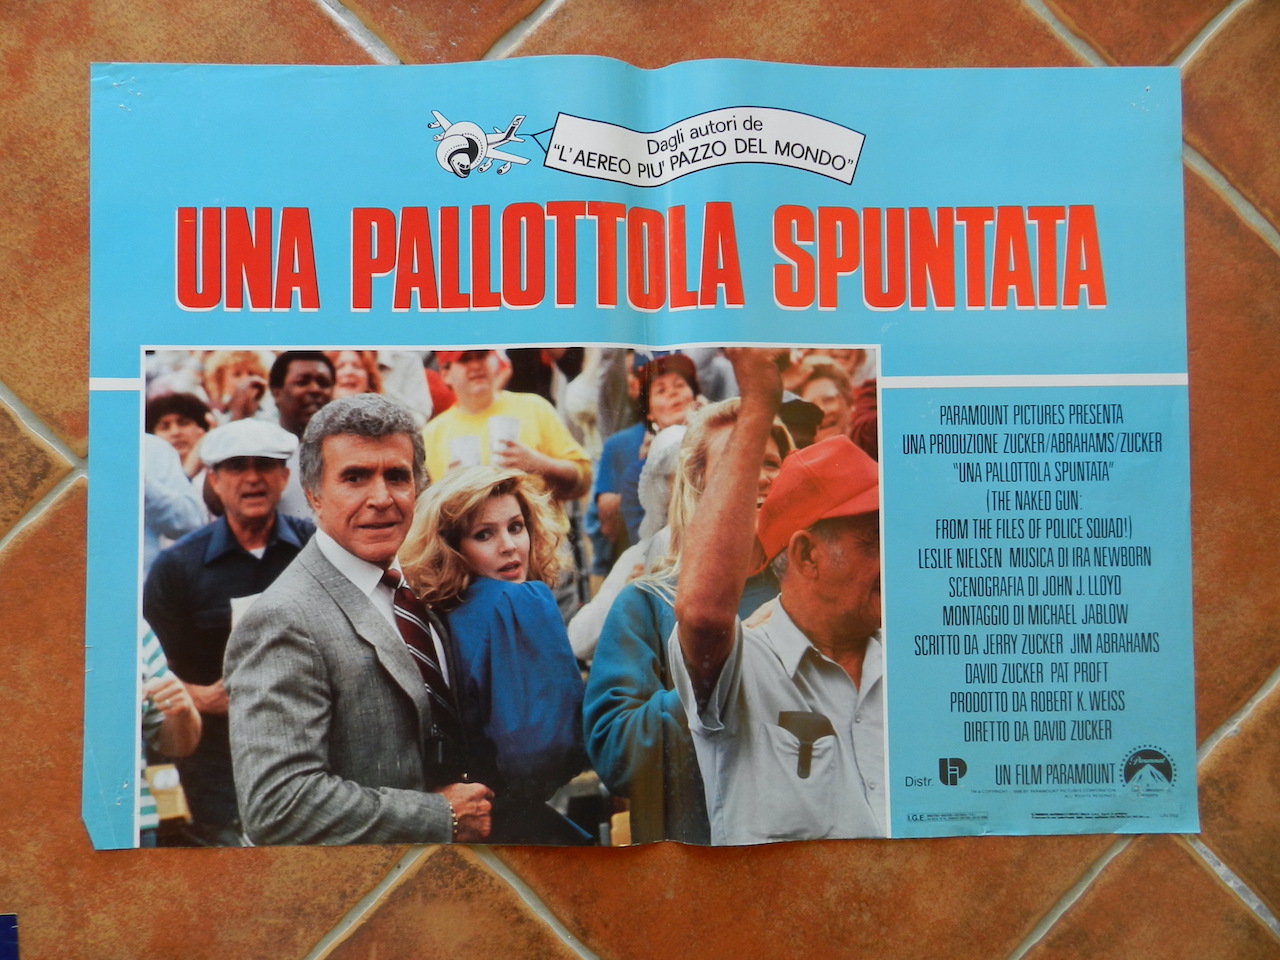 Dagli autori de
"L'AEREO PIU' PAZZO DEL MONDO"
UNA PALLOTTOLA SPUNTATA
PARAMOUNT PICTURES PRESENTA
UNA PRODUZIONE ZUCKER/ABRAHAMS/ZUCKER
"UNA PALLOTTOLA SPUNTATA"
(THE NAKED GUN:
FROM THE FILES OF POLICE SQUAD!)
LESLIE NIELSEN MUSICA DI IRA NEWBORN
SCENOGRAFIA DI JOHN J. LLOYD
MONTAGGIO DI MICHAEL JABLOW
SCRITTO DA JERRY ZUCKER JIM ABRAHAMS
DAVID ZUCKER PAT PROFT
PRODOTTO DA ROBERT K. WEISS
DIRETTO DA DAVID ZUCKER
Distr.
UN FILM PARAMOUNT
Paramount
I.G.E.